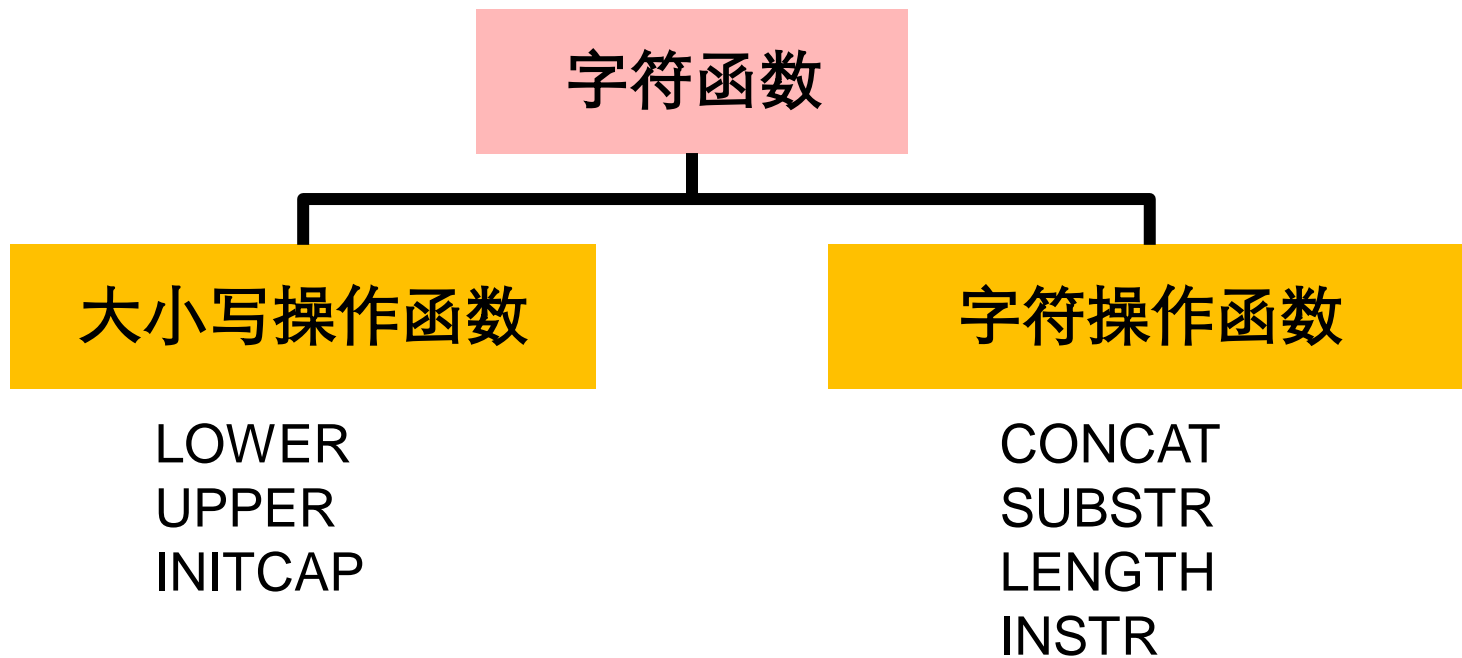 字符函数
大小写操作函数
字符操作函数
LOWER
UPPER
INITCAP
CONCAT
SUBSTR
LENGTH
INSTR